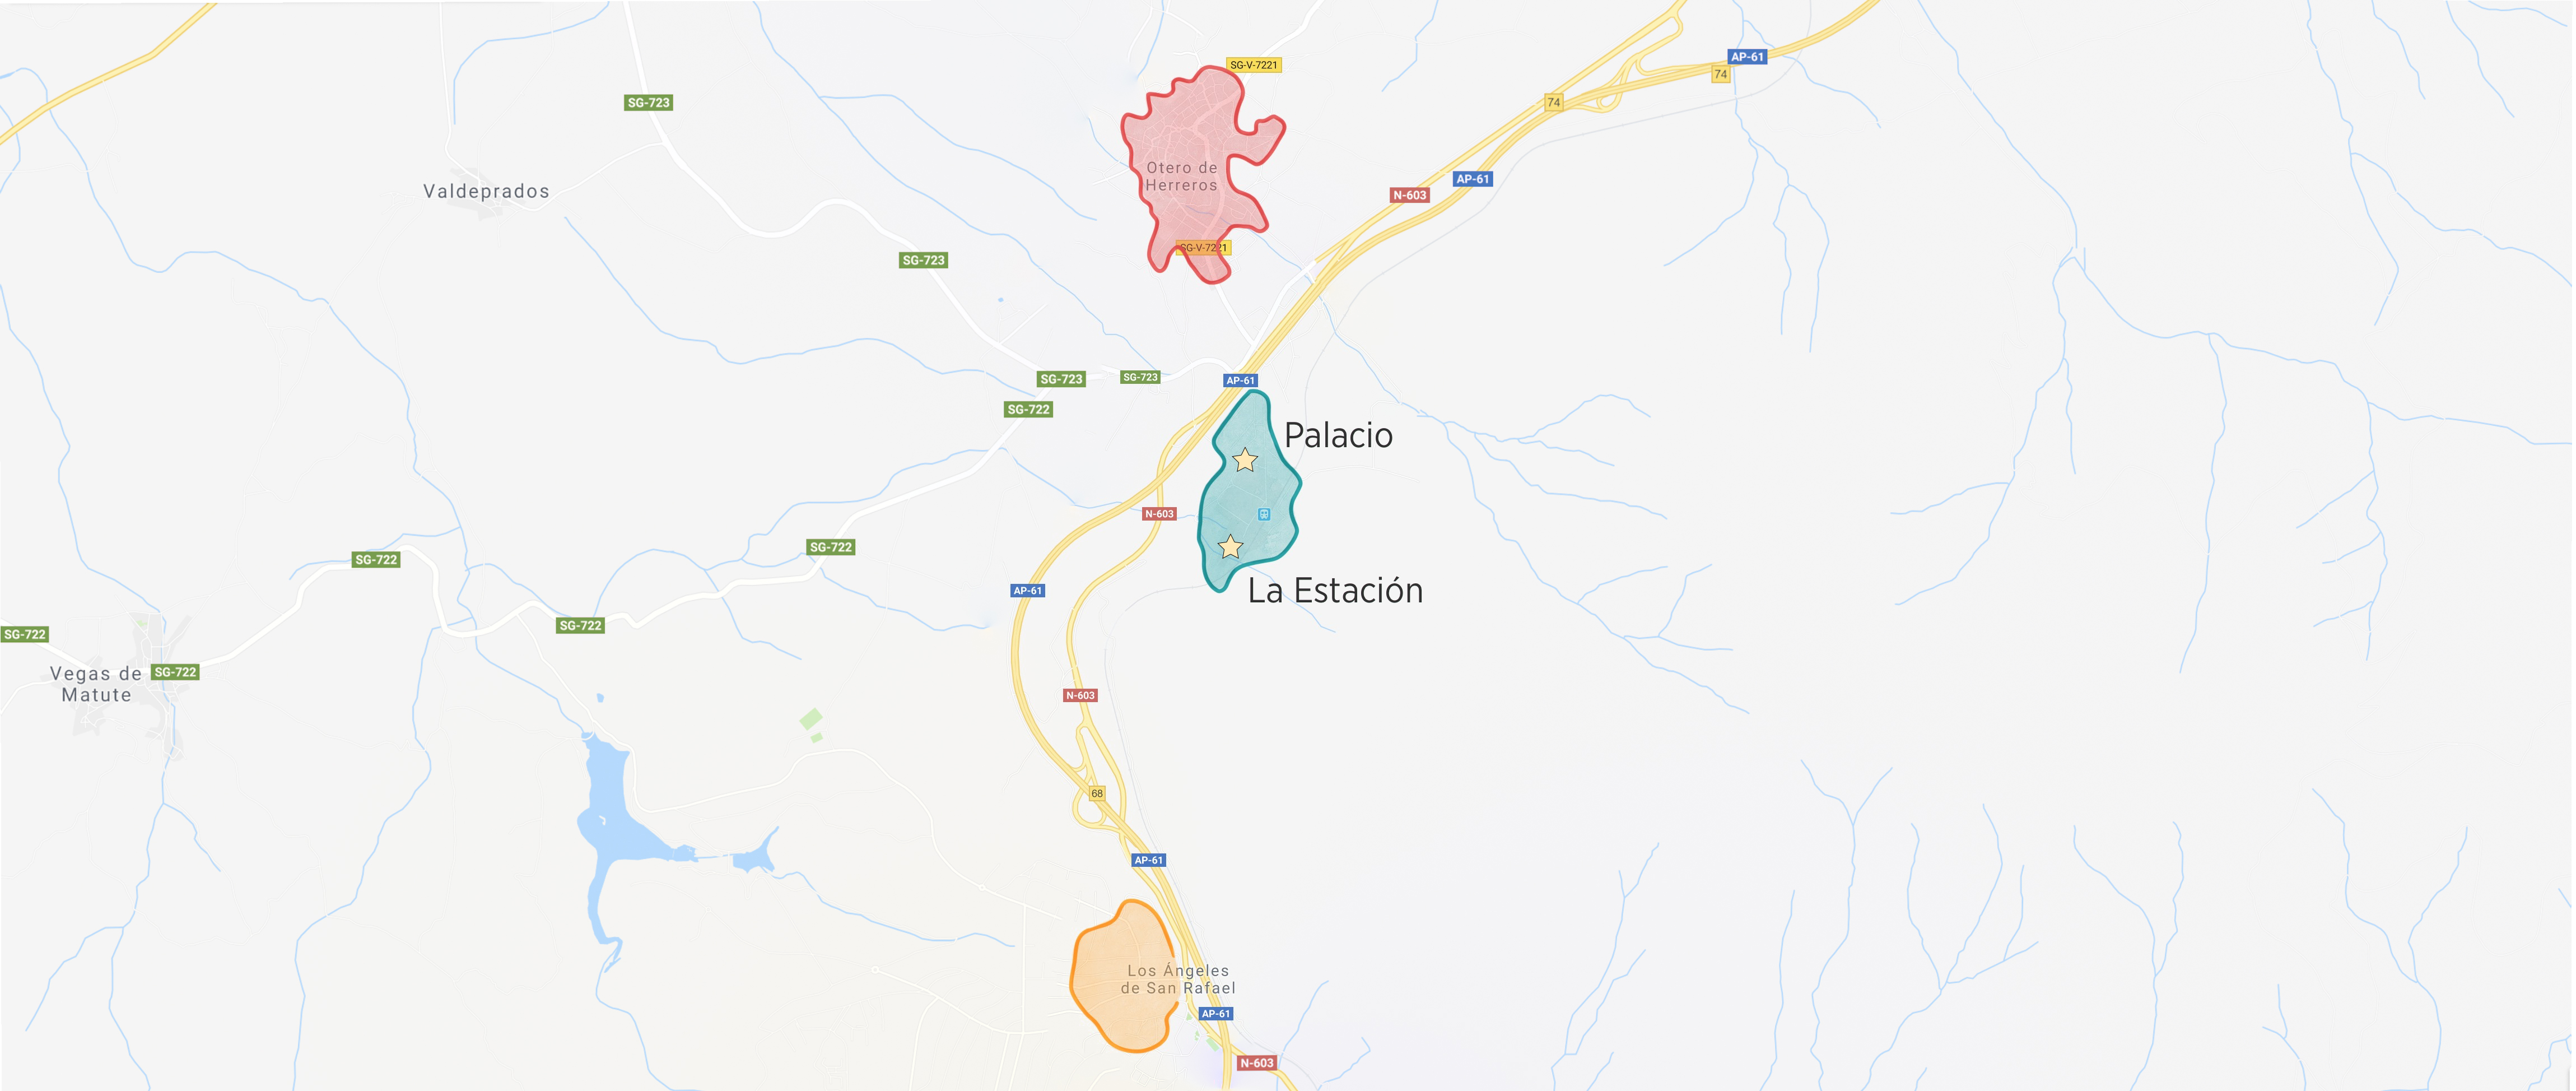 SG-V-7221
AP-61
74
74
SG-723
Otero de
Herreros
AP-61
Valdeprados
N-603
SG-V-7221
SG-723
SG-723
SG-723
AP-61
SG-722
Palacio
N-603
SG-722
SG-722
AP-61
La Estación
SG-722
SG-722
Vegas de
Matute
SG-722
N-603
68
AP-61
Los Ángeles
de San Rafael
AP-61
N-603